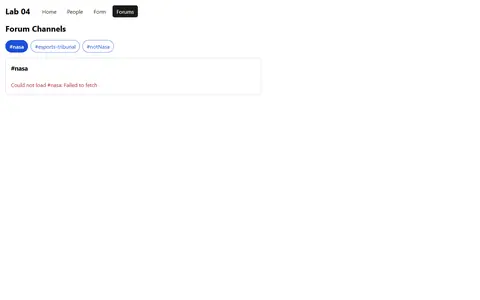 Lab 04 Home People Form Forums
Forum Channels
#nasa #esports-tribunal #notNasa
#nasa
Could not load #nasa: Failed to fetch